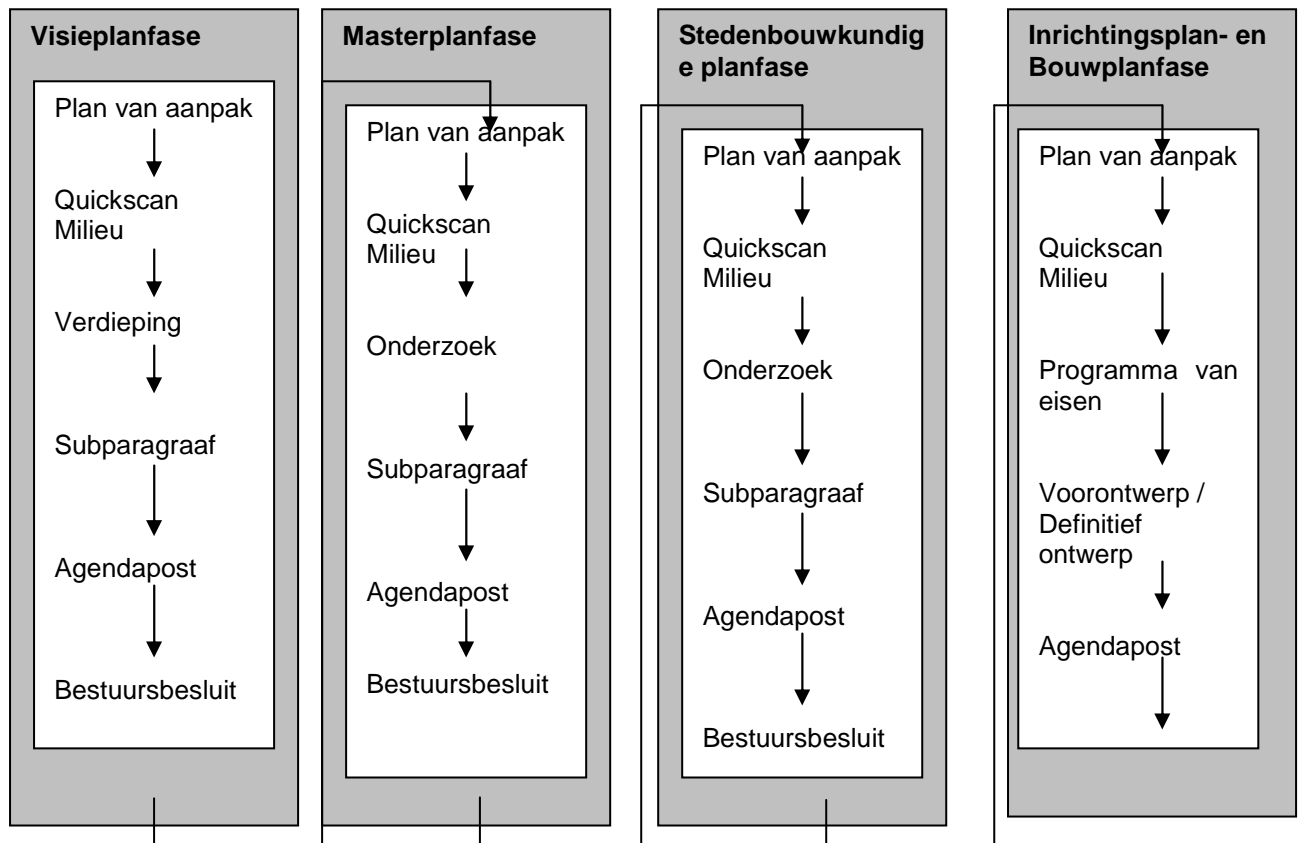 Visieplanfase
Plan van aanpak
Quickscan
Milieu
Verdieping
Subparagraaf
Agendapost
Bestuursbesluit
Masterplanfase
Plan van aanpak
Quickscan
Milieu
Onderzoek
Subparagraaf
Agendapost
Bestuursbesluit
Stedenbouwkundig
e planfase
Plan van aanpak
Quickscan
Milieu
Onderzoek
Subparagraaf
Agendapost
Bestuursbesluit
Inrichtingsplan- en
Bouwplanfase
Plan van aanpak
Quickscan
Milieu
Programma van
eisen
Voorontwerp /
Definitief
ontwerp
Agendapost